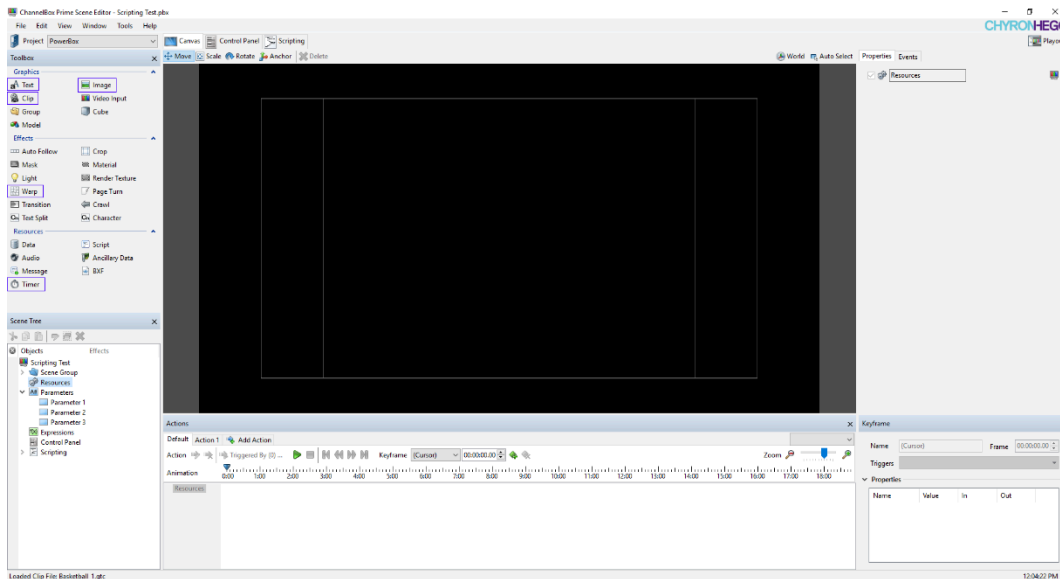 ChannelBox Prime Scene Editor - Scripting Test.pbx
File Edit View Window Tools Help
CHYRONHEG
Project PowerBox Canvas Control Panel Scripting Playo
Toolbox Move Scale Rotate Anchor Delete World Auto Select Properties Events
Graphics
Resources
Text Image
Clip Video Input
Group Cube
Model
Effects
Auto Follow Crop
Mask Material
Light Render Texture
Warp Page Turn
Transition Crawl
Text Split Character
Resources
Data Script
Audio Ancillary Data
Message BXF
Timer
Scene Tree
Objects Effects
Scripting Test
Scene Group
Resources
Parameters
Parameter 1
Parameter 2
Parameter 3
Expressions
Control Panel
Scripting
Actions
Default Action 1 Add Action
Action Triggered By (0) ... Keyframe (Cursor) 00:00:00.00 Zoom
Animation 0:00 1:00 2:00 3:00 4:00 5:00 6:00 7:00 8:00 9:00 10:00 11:00 12:00 13:00 14:00 15:00 16:00 17:00 18:00
Resources
Keyframe
Name (Cursor) Frame 00:00:00.00
Triggers
Properties
Name Value In Out
Loaded Clip File: Basketball_1.qtc
12:04:22 PM